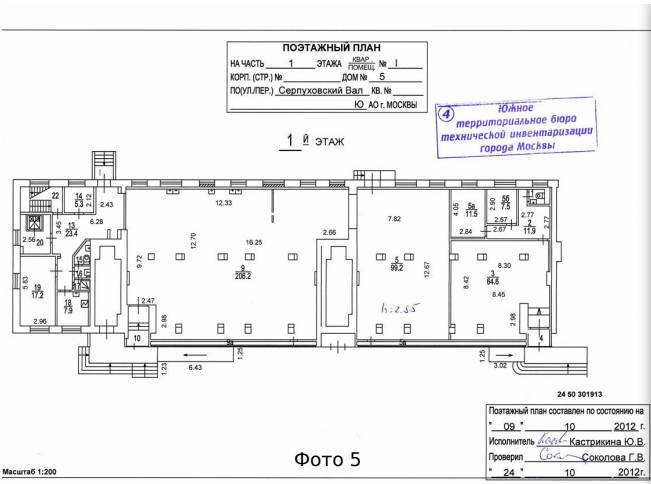 ПОЭТАЖНЫЙ ПЛАН
НА ЧАСТЬ 1 ЭТАЖА КВАР. ПОМЕЩ. № I
КОРП. (СТР.) № ДОМ № 5
ПО(УЛ./ПЕР.) Серпуховский Вал КВ. №
Ю АО г. МОСКВЫ
4
Южное
территориальное бюро
технической инвентаризации
города Москвы
1 й ЭТАЖ
22
14
5.3
2.12
2.43
12.33
7.82
4.05
5а
11.5
2.90
5б
7.5
3.45
13
23.4
6.28
2.57
2.77
2
11.9
2.77
2.56
20
12.70
16.25
2.66
2.84
2.67
15
9.72
9
206.2
5
99.2
12.67
8.30
3
64.6
8.42
8.45
16
5.83
19
17.2
17
18
7.9
2.47
h=2.55
2.96
2.98
10
2.98
4
9а
5а
1.23
6.43
1.25
1.25
3.02
24 50 301913
Поэтажный план составлен по состоянию на
" 09 " 10 2012 г.
Исполнитель Кастрикина Ю.В.
Проверил Соколова Г.В.
" 24 " 10 2012г.
Фото 5
Масштаб 1:200